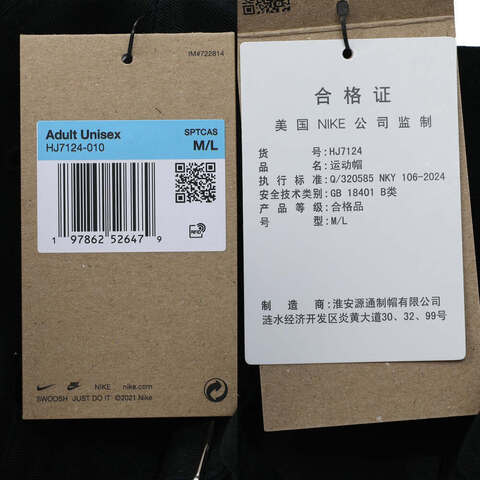 IM#722814
Adult Unisex
HJ7124-010
SPTCAS
M/L
1 97862 52647 9
RFID
NIKE nike.com
SWOOSH JUST DO IT ©2021 Nike
合格证
美国 NIKE 公司监制
货号:HJ7124
品名:运动帽
执行标准:Q/320585 NKY 106-2024
安全技术类别:GB 18401 B类
产品等级:合格品
号型:M/L
制造商:淮安源通制帽有限公司
涟水经济开发区炎黄大道30、32、99号